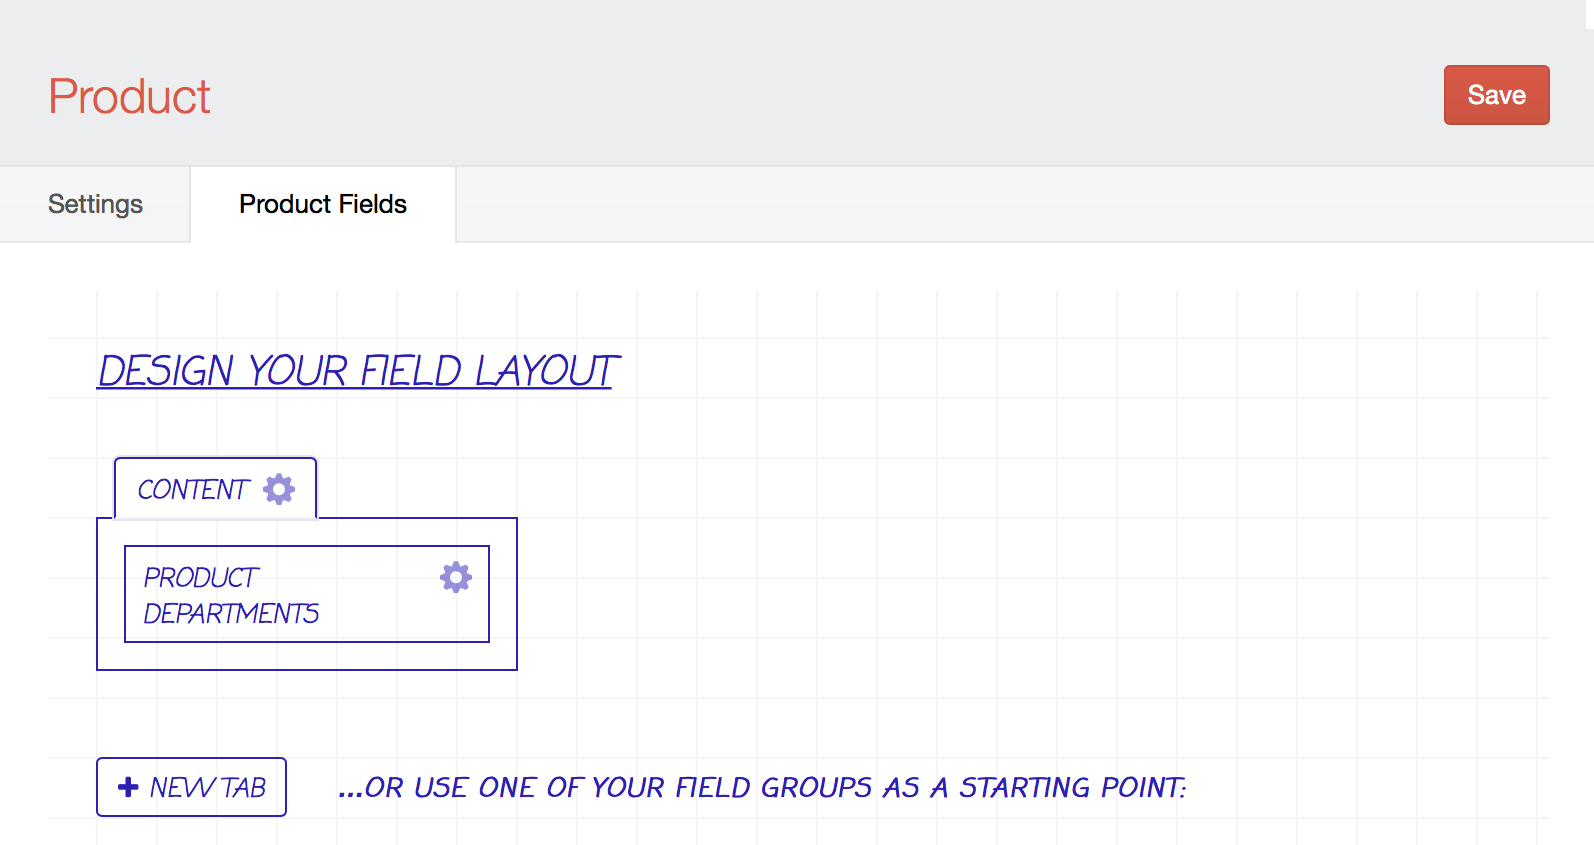 Product
Save
Settings
Product Fields
DESIGN YOUR FIELD LAYOUT
CONTENT
PRODUCT
DEPARTMENTS
NEW TAB
...OR USE ONE OF YOUR FIELD GROUPS AS A STARTING POINT: